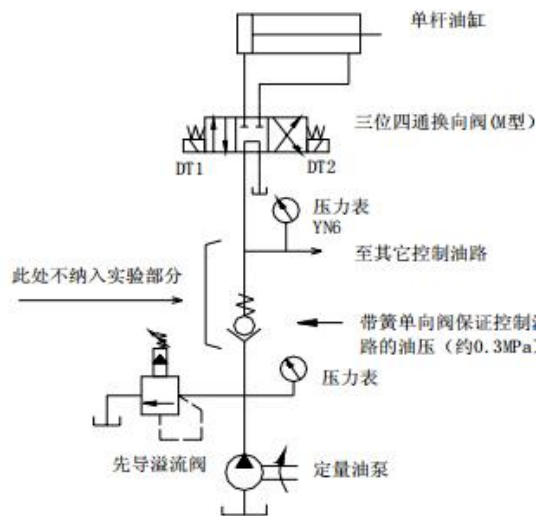 单杆油缸
三位四通换向阀(M型)
DT1
DT2
压力表
YN6
至其它控制油路
此处不纳入实验部分
带簧单向阀保证控制油
路的油压（约0.3MPa）
压力表
先导溢流阀
定量油泵